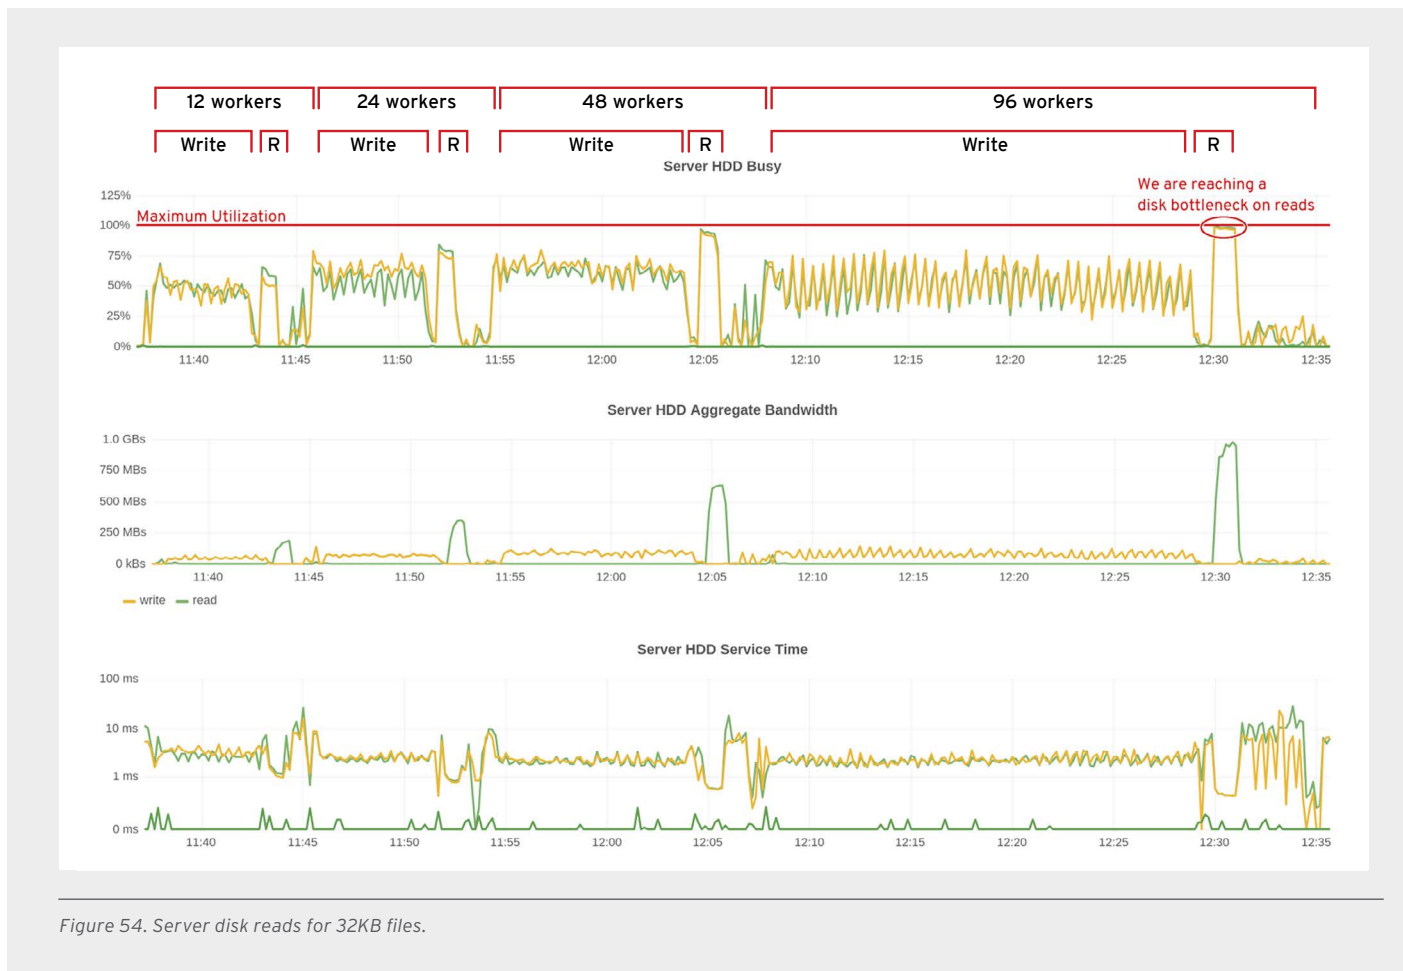 12 workers 24 workers 48 workers 96 workers
Write R Write R Write R Write R
Server HDD Busy
We are reaching a
disk bottleneck on reads
125%
Maximum Utilization
100%
75%
50%
25%
0%
11:40 11:45 11:50 11:55 12:00 12:05 12:10 12:15 12:20 12:25 12:30 12:35
Server HDD Aggregate Bandwidth
1.0 GBs
750 MBs
500 MBs
250 MBs
0 kBs
11:40 11:45 11:50 11:55 12:00 12:05 12:10 12:15 12:20 12:25 12:30 12:35
write read
Server HDD Service Time
100 ms
10 ms
1 ms
0 ms
11:40 11:45 11:50 11:55 12:00 12:05 12:10 12:15 12:20 12:25 12:30 12:35
Figure 54. Server disk reads for 32KB files.